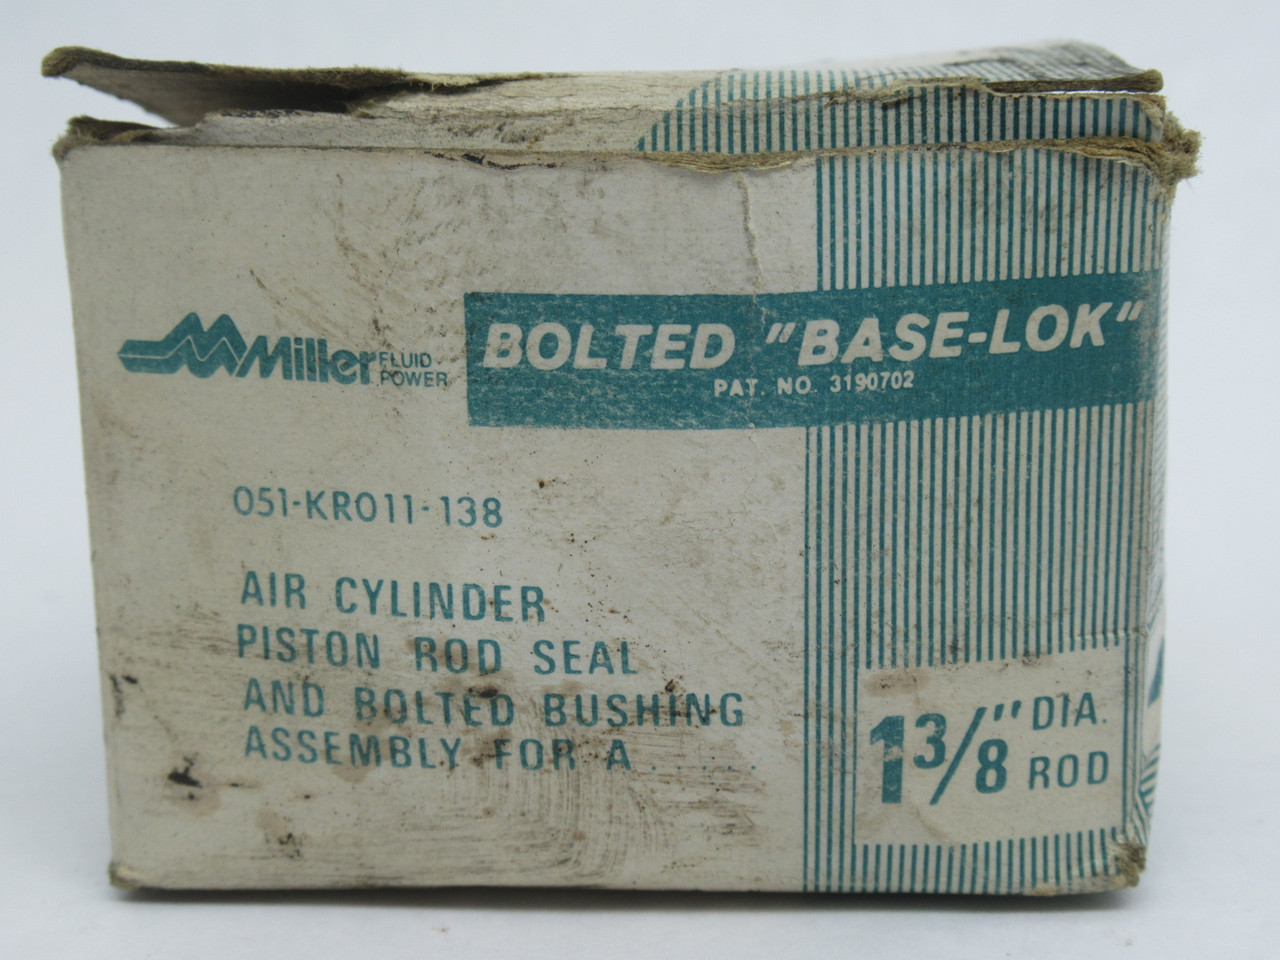 Miller FLUID
POWER
BOLTED "BASE-LOK"
PAT. NO. 3190702
051-KR011-138
AIR CYLINDER
PISTON ROD SEAL
AND BOLTED BUSHING
ASSEMBLY FOR A . . . . .
1 3/8" DIA.
ROD